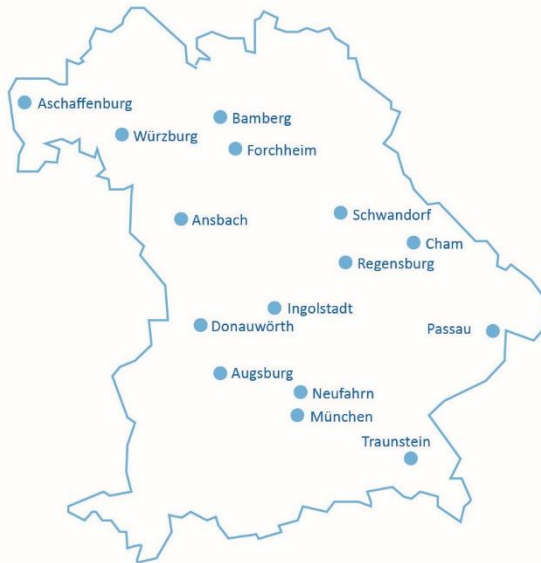 Aschaffenburg
Bamberg
Würzburg
Forchheim
Schwandorf
Ansbach
Cham
Regensburg
Ingolstadt
Donauwörth
Passau
Augsburg
Neufahrn
München
Traunstein